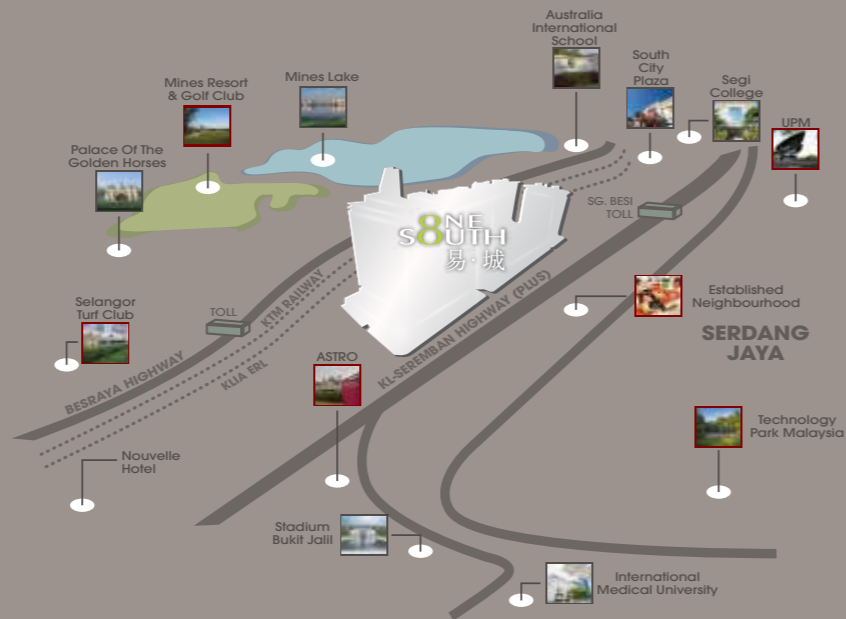 Australia
International
School
South
City
Plaza
Segi
College
UPM
Mines Resort
& Golf Club
Mines Lake
Palace Of The
Golden Horses
SG. BESI
TOLL
8NE
S8UTH
易·城
Established
Neighbourhood
SERDANG
JAYA
Selangor
Turf Club
TOLL
KTM RAILWAY
KLIA ERL
BESRAYA HIGHWAY
KL-SEREMBAN HIGHWAY (PLUS)
ASTRO
Technology
Park Malaysia
Nouvelle
Hotel
Stadium
Bukit Jalil
International
Medical University